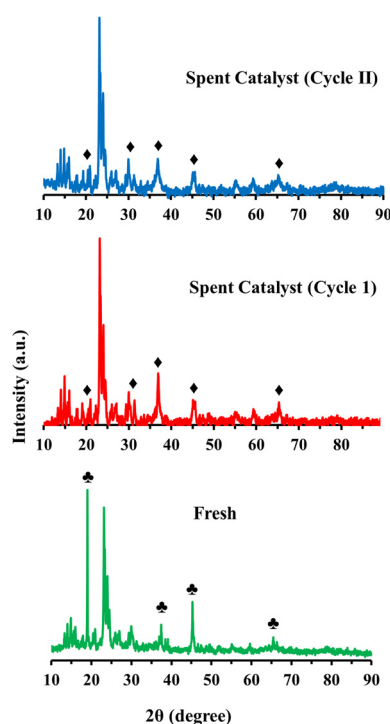 Spent Catalyst (Cycle II)
10 20 30 40 50 60 70 80 90
Spent Catalyst (Cycle 1)
10 20 30 40 50 60 70 80
Intensity (a.u.)
Fresh
10 20 30 40 50 60 70 80 90
2θ (degree)